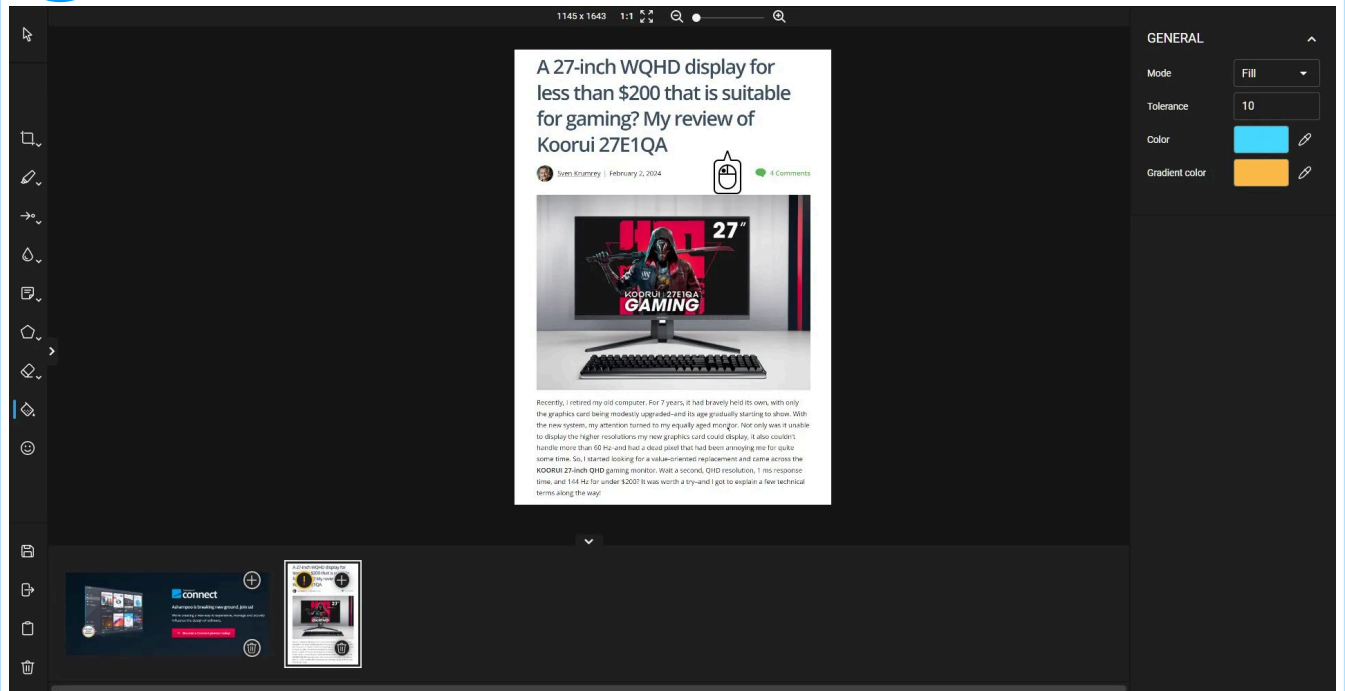 1145 x 1643 1:1
GENERAL
Mode Fill
Tolerance 10
Color
Gradient color
A 27-inch WQHD display for
less than $200 that is suitable
for gaming? My review of
Koorui 27E1QA
Sven Krumrey | February 2, 2024 4 Comments
27"
KOORUI 27E1QA
GAMING
Recently, I retired my old computer. For 7 years, it had bravely held its own, with only
the graphics card being modestly upgraded–and its age gradually starting to show. With
the new system, my attention turned to my equally aged monitor. Not only was it unable
to display the higher resolutions my new graphics card could display, it also couldn't
handle more than 60 Hz–and had a dead pixel that had been annoying me for quite
some time. So, I started looking for a value-oriented replacement and came across the
KOORUI 27-inch QHD gaming monitor. Wait a second, QHD resolution, 1 ms response
time, and 144 Hz for under $200? It was worth a try–and I got to explain a few technical
terms along the way!
connect
Ashampoo is breaking new ground. Join us!
A 27-inch WQHD display for
27"